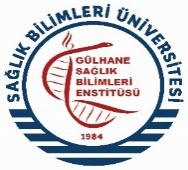 SAĞLIK BİLİMLERİ ÜNİVERSİTESİ
GÜLHANE
SAĞLIK
BİLİMLERİ
ENSTİTÜSÜ
1984